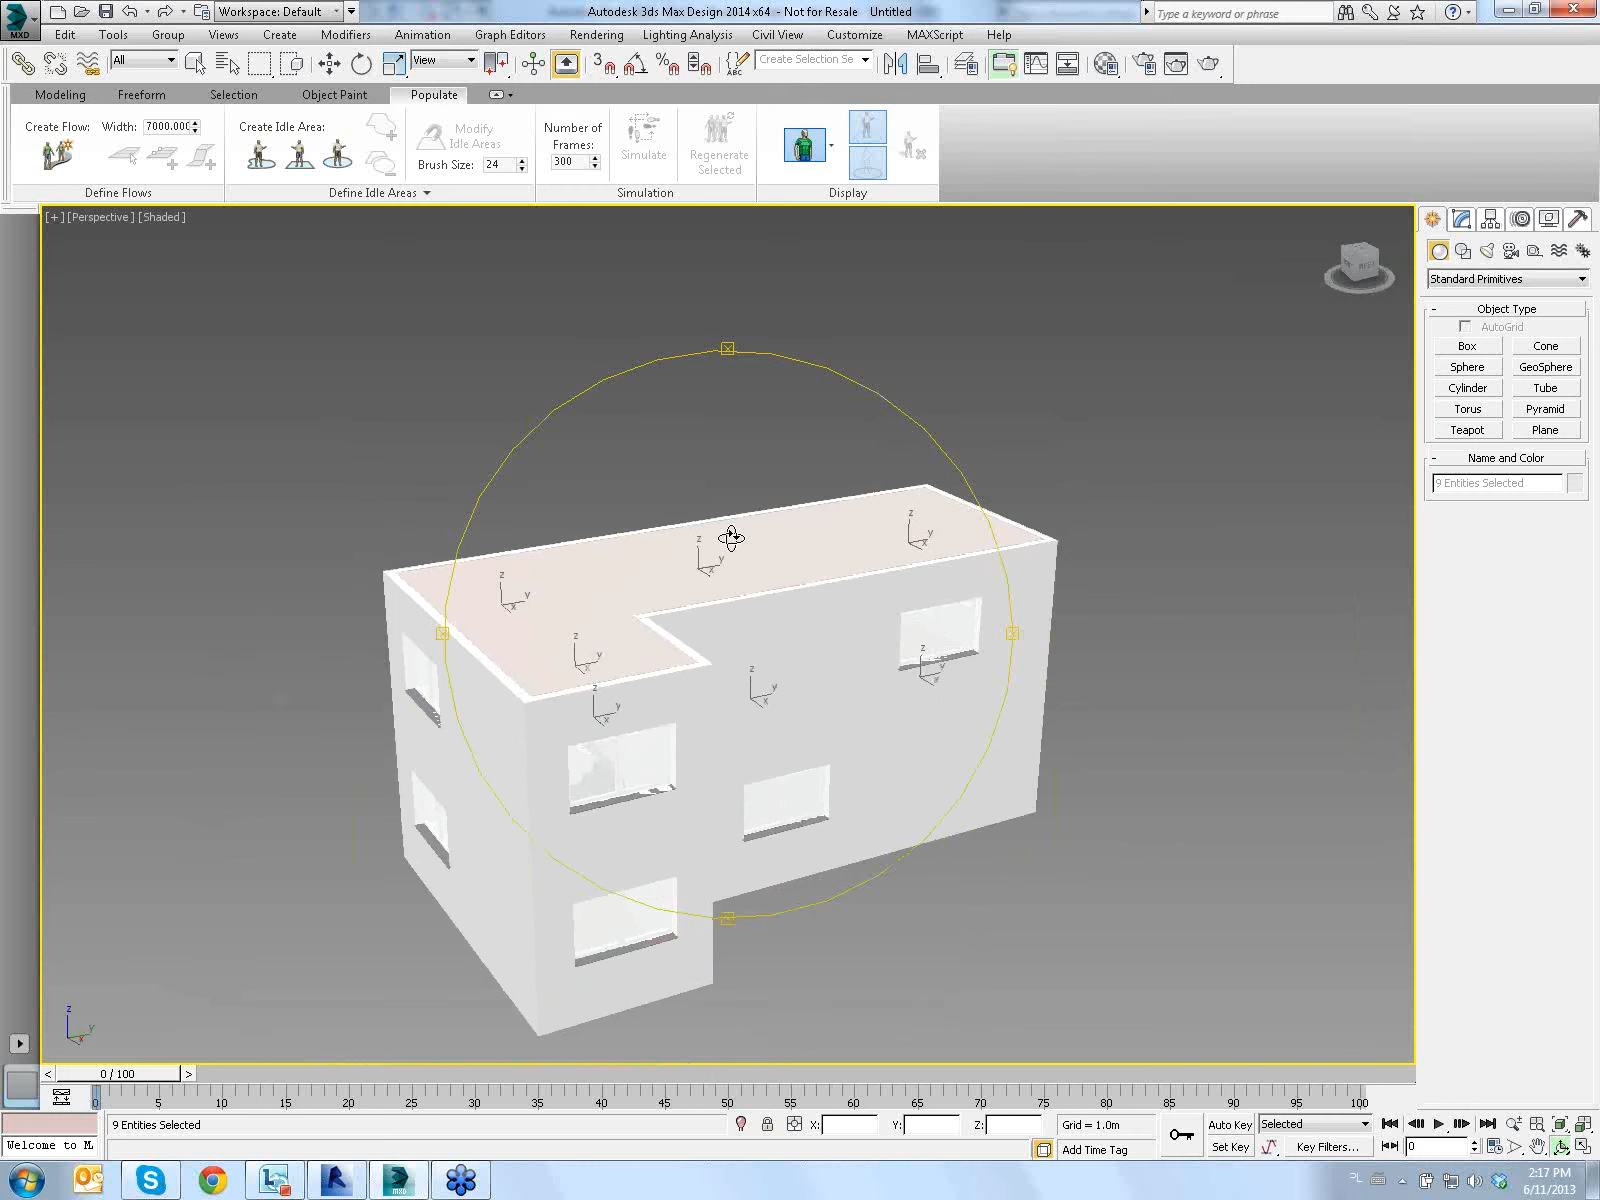 Workspace: Default
Autodesk 3ds Max Design 2014 x64 - Not for Resale Untitled
Type a keyword or phrase
MXD
Edit Tools Group Views Create Modifiers Animation Graph Editors Rendering Lighting Analysis Civil View Customize MAXScript Help
All
View
3
ABC
Create Selection Se
Modeling Freeform Selection Object Paint Populate
Create Flow: Width: 7000.000
Create Idle Area:
Modify
Idle Areas
Brush Size: 24
Number of
Frames:
300
Simulate
Regenerate
Selected
Define Flows
Define Idle Areas
Simulation
Display
[+] [Perspective] [Shaded]
Standard Primitives
- Object Type
AutoGrid
Box Cone
Sphere GeoSphere
Cylinder Tube
Torus Pyramid
Teapot Plane
- Name and Color
9 Entities Selected
z
y
x
z
y
x
z
y
x
z
y
x
z
y
x
z
y
x
z
y
x
z
y
x
< 0 / 100 >
0 5 10 15 20 25 30 35 40 45 50 55 60 65 70 75 80 85 90 95 100
9 Entities Selected
X: Y: Z:
Grid = 1.0m
Auto Key
Selected
Welcome to M
Add Time Tag
Set Key
Key Filters...
0
PL
2:17 PM
6/11/2013